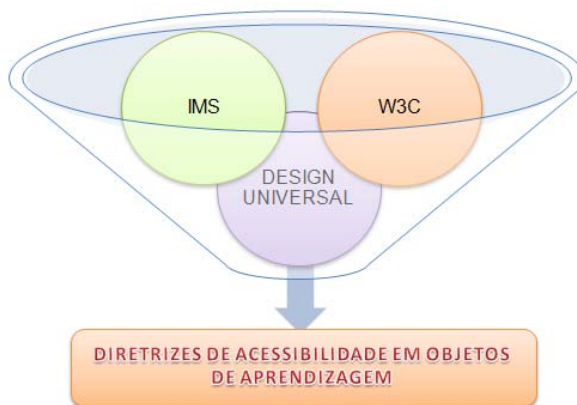 IMS
W3C
DESIGN
UNIVERSAL
DIRETRIZES DE ACESSIBILIDADE EM OBJETOS
DE APRENDIZAGEM